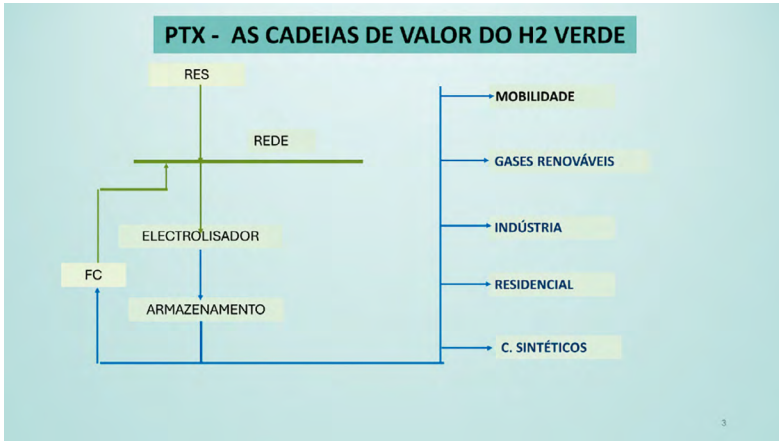 PTX - AS CADEIAS DE VALOR DO H2 VERDE
RES
REDE
ELECTROLISADOR
FC
ARMAZENAMENTO
MOBILIDADE
GASES RENOVÁVEIS
INDÚSTRIA
RESIDENCIAL
C. SINTÉTICOS
3